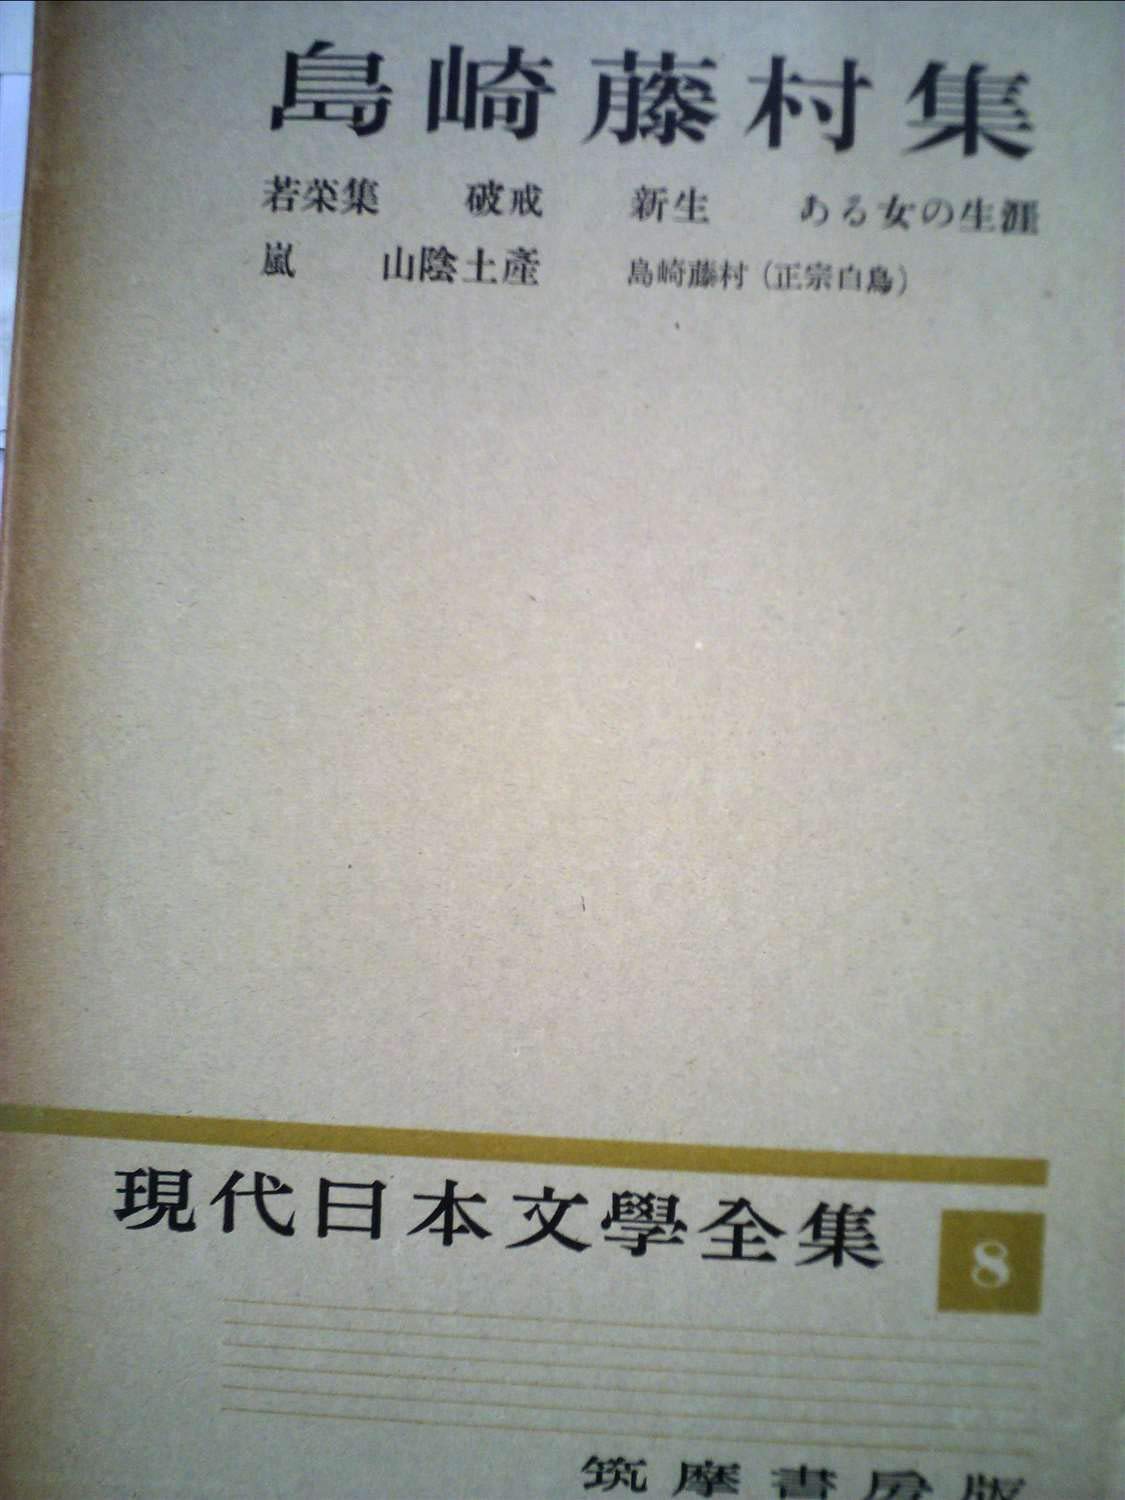 島崎藤村集
若菜集 破戒 新生 ある女の生涯
嵐 山陰土産 島崎藤村（正宗白鳥）
現代日本文學全集 8
筑摩書房版